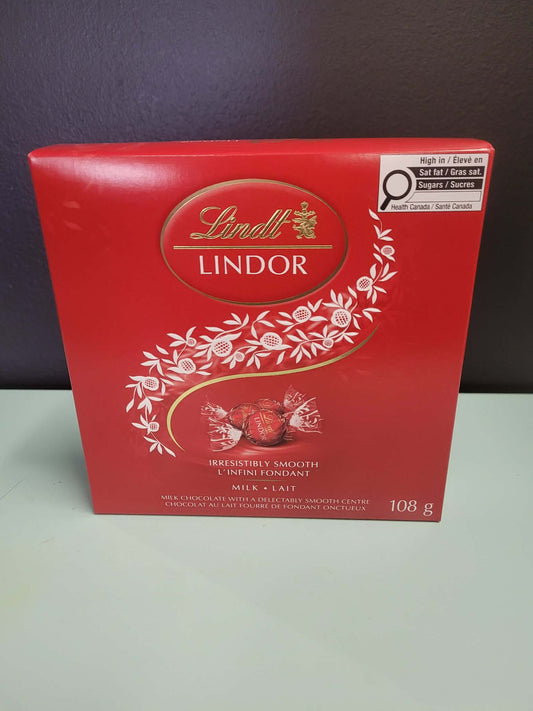 High in / Élevé en
Sat fat / Gras sat.
Sugars / Sucres
Health Canada / Santé Canada
Lindt
LINDOR
LINDOR
IRRESISTIBLY SMOOTH
L'INFINI FONDANT
MILK • LAIT
MILK CHOCOLATE WITH A DELECTABLY SMOOTH CENTRE
CHOCOLAT AU LAIT FOURRÉ DE FONDANT ONCTUEUX
108 g